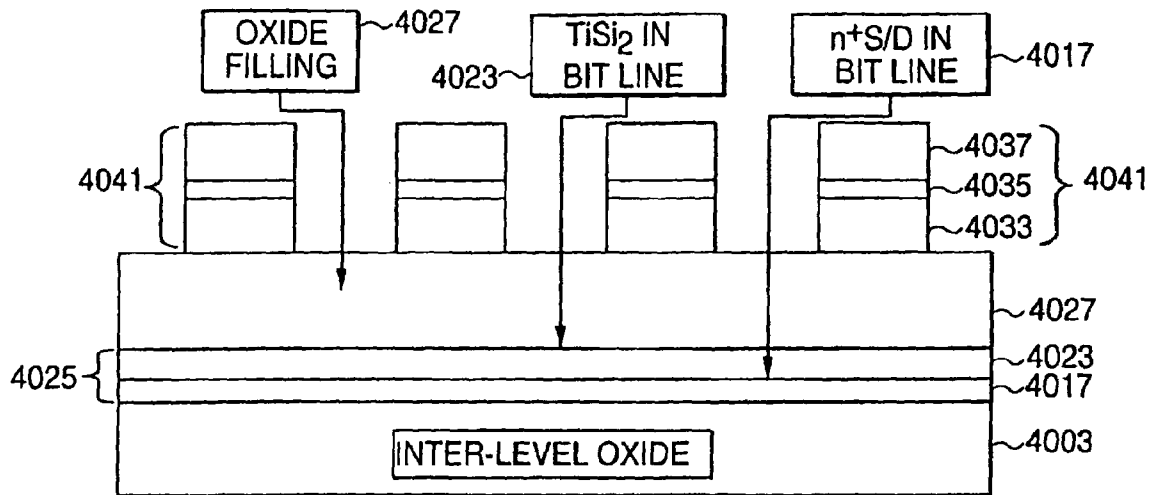 OXIDE
FILLING
4027
TiSi2 IN
BIT LINE
4023
n+S/D IN
BIT LINE
4017
4041
4037
4035
4033
4041
4027
4025
4023
4017
4003
INTER-LEVEL OXIDE